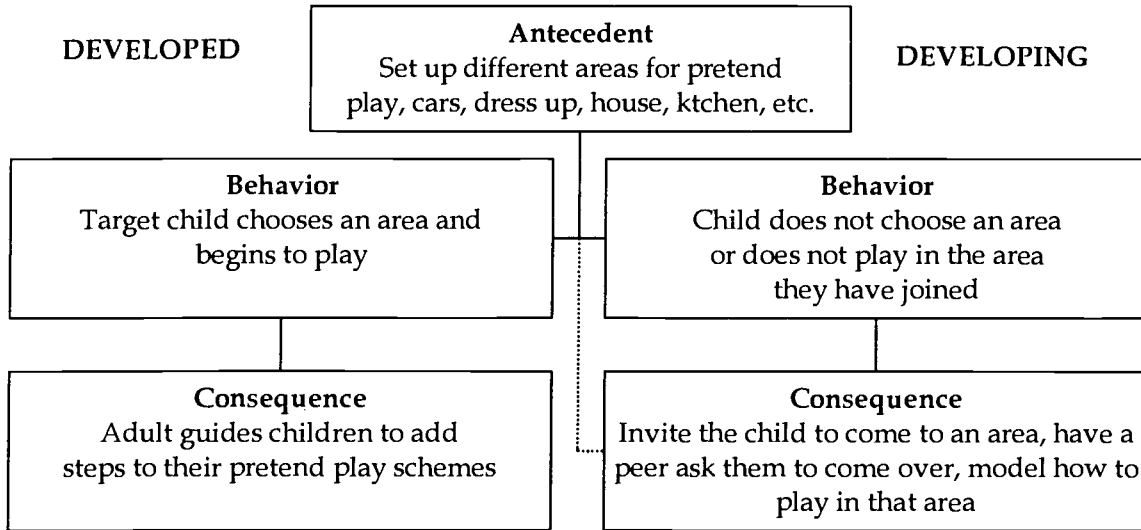 DEVELOPED
Antecedent
Set up different areas for pretend
play, cars, dress up, house, ktchen, etc.
DEVELOPING
Behavior
Target child chooses an area and
begins to play
Behavior
Child does not choose an area
or does not play in the area
they have joined
Consequence
Adult guides children to add
steps to their pretend play schemes
Consequence
Invite the child to come to an area, have a
peer ask them to come over, model how to
play in that area